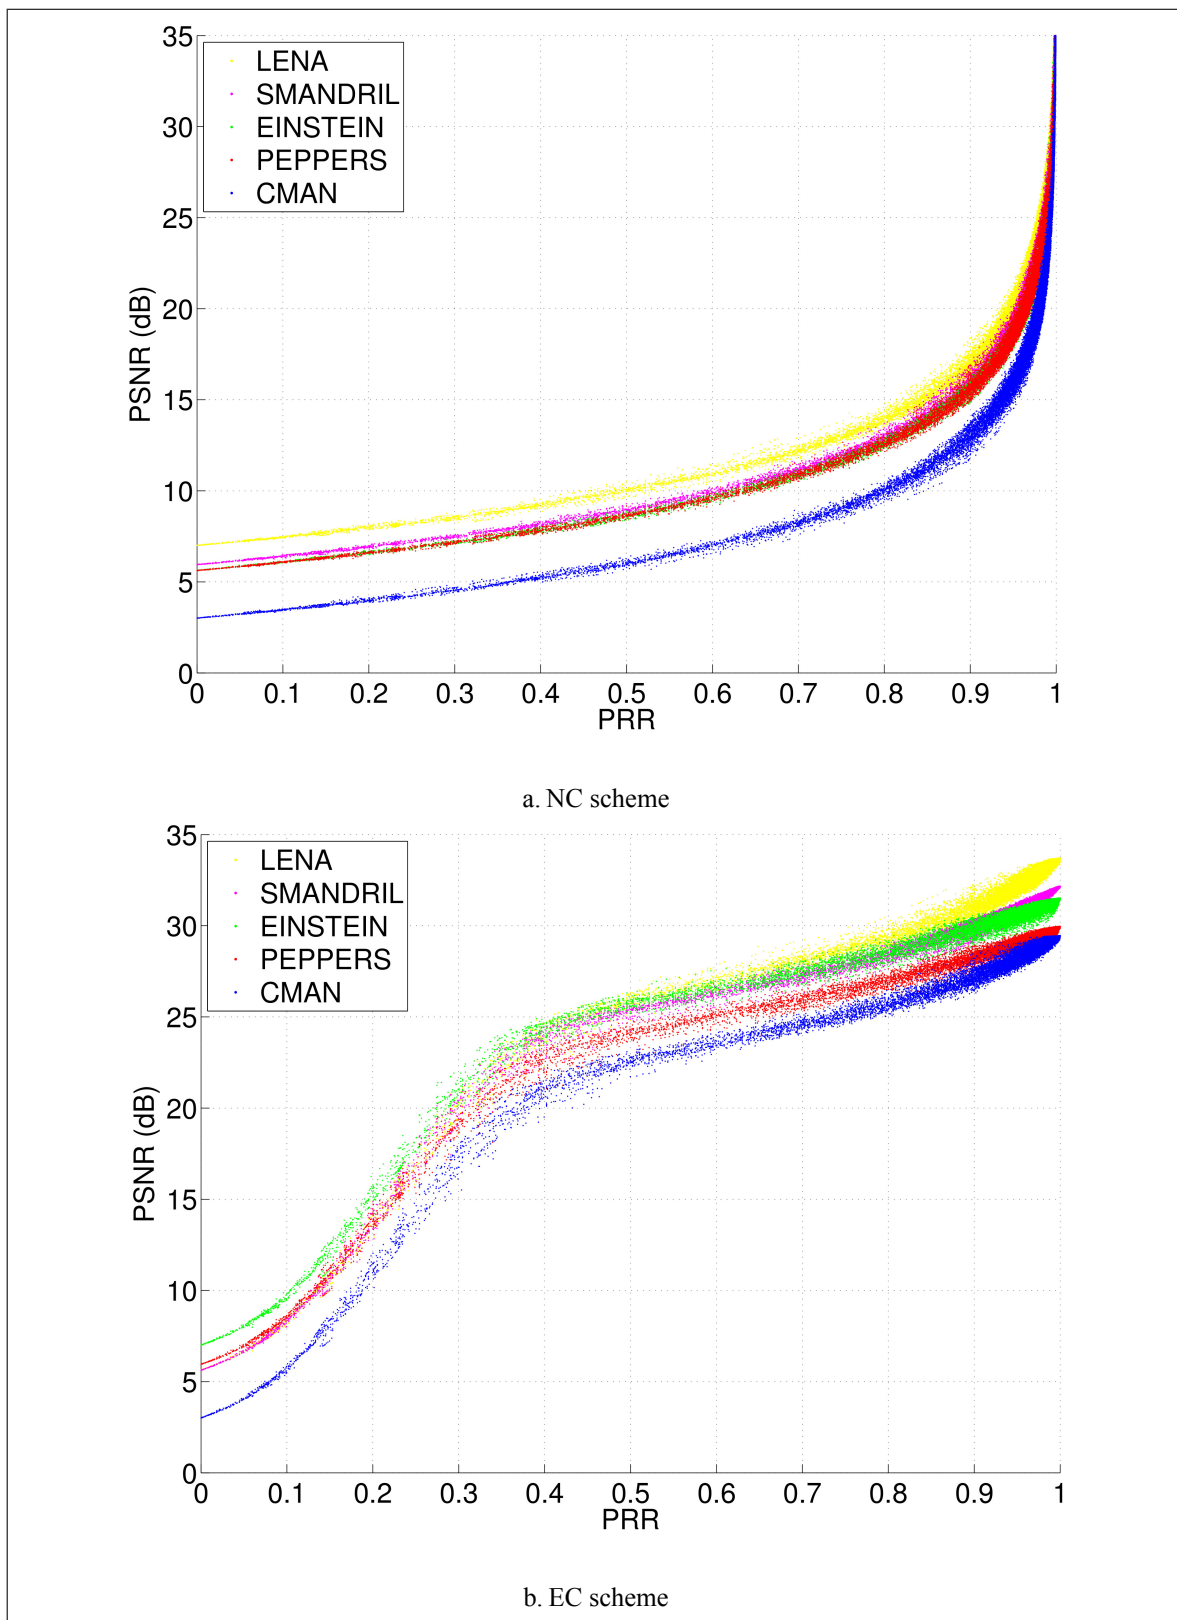 35
30
25
20
15
10
5
0
PSNR (dB)
LENA
SMANDRIL
EINSTEIN
PEPPERS
CMAN
0 0.1 0.2 0.3 0.4 0.5 0.6 0.7 0.8 0.9 1
PRR
a. NC scheme
35
30
25
20
15
10
5
0
PSNR (dB)
LENA
SMANDRIL
EINSTEIN
PEPPERS
CMAN
0 0.1 0.2 0.3 0.4 0.5 0.6 0.7 0.8 0.9 1
PRR
b. EC scheme